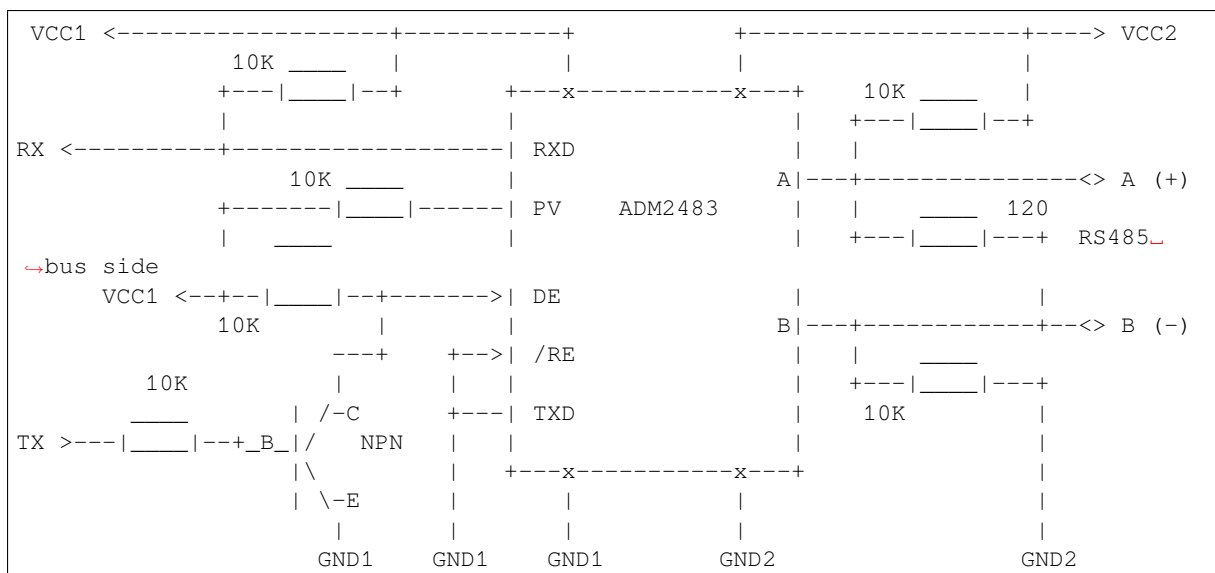 VCC1 <--------------------+------------+ +--------------------+----> VCC2
10K ____ | | | |
+---|____|--+ +---x-----------x---+ 10K ____ |
| | | +---|____|--+
RX <----------+-------------------| RXD | |
10K ____ | A|---+---------------<> A (+)
+-------|____|------| PV ADM2483 | | ____ 120
| ____ | | +---|____|---+ RS485␣
↪bus side
VCC1 <--+--|____|--+------->| DE | |
10K | | B|---+------------+--<> B (-)
---+ +-->| /RE | | ____
10K | | | | +---|____|---+
____ | /-C +---| TXD | 10K |
TX >---|____|--+_B_|/ NPN | | | |
|\ | +---x-----------x---+ |
| \-E | | | |
| | | | |
GND1 GND1 GND1 GND2 GND2